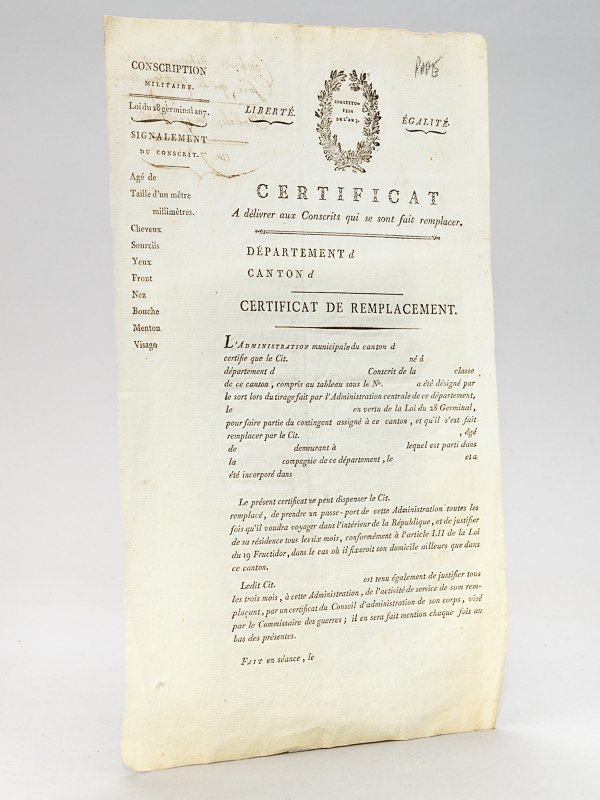 CONSCRIPTION
MILITAIRE.
Loi du 28 germinal an 7.
SIGNALEMENT
DU CONSCRIT.
Agé de
Taille d'un mètre
millimètres.
Cheveux
Sourcils
Yeux
Front
Nez
Bouche
Menton
Visage
LIBERTÉ.
CONSTITU-
TION
DE L'AN 3.
ÉGALITÉ.
CERTIFICAT
A délivrer aux Conscrits qui se sont fait remplacer.
DÉPARTEMENT d
CANTON d
CERTIFICAT DE REMPLACEMENT.
L'ADMINISTRATION municipale du canton d
certifie que le Cit. né à
département d Conscrit de la classe
de ce canton, compris au tableau sous le No. a été désigné par
le sort lors du tirage fait par l'Administration centrale de ce département,
le en vertu de la Loi du 28 Germinal,
pour faire partie du contingent assigné à ce canton, et qu'il s'est fait
remplacer par le Cit. , âgé
de demeurant à lequel est parti dans
la compagnie de ce département, le et a
été incorporé dans
Le présent certificat ne peut dispenser le Cit.
remplacé, de prendre un passe-port de cette Administration toutes les
fois qu'il voudra voyager dans l'intérieur de la République, et de justifier
de sa résidence tous les six mois, conformément à l'article LII de la Loi
du 19 Fructidor, dans le cas où il fixeroit son domicile ailleurs que dans
ce canton.
Ledit Cit. est tenu également de justifier tous
les trois mois, à cette Administration, de l'activité de service de som rem-
plaçant, par un certificat du Conseil d'administration de son corps, visé
par le Commissaire des guerres; il en sera fait mention chaque fois au
bas des présentes.
FAIT en séance, le